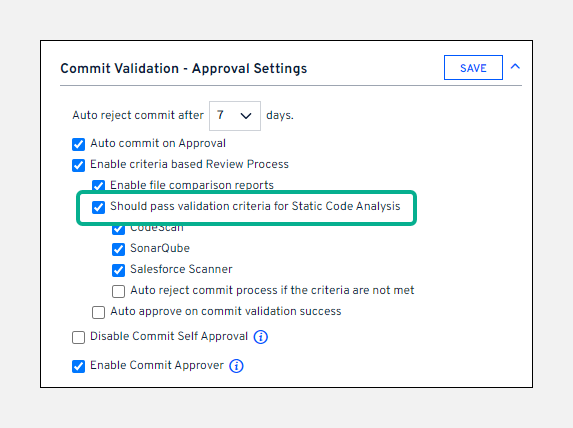 Commit Validation - Approval Settings
SAVE
Auto reject commit after 7 days.
Auto commit on Approval
Enable criteria based Review Process
Enable file comparison reports
Should pass validation criteria for Static Code Analysis
CodeScan
SonarQube
Salesforce Scanner
Auto reject commit process if the criteria are not met
Auto approve on commit validation success
Disable Commit Self Approval
Enable Commit Approver